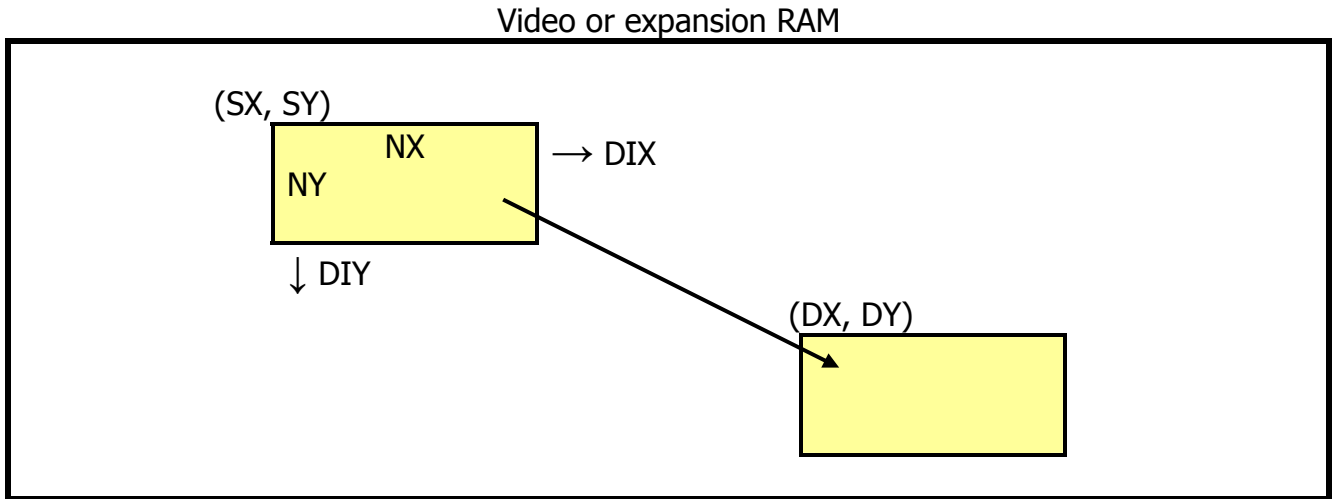 Video or expansion RAM
(SX, SY)
NX
→ DIX
NY
↓ DIY
(DX, DY)